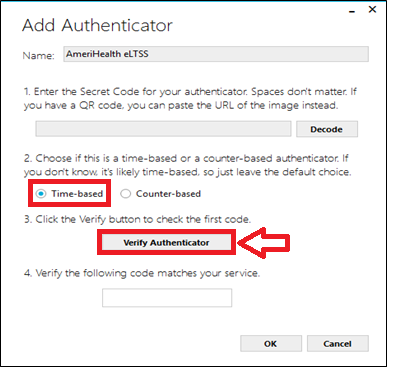 Add Authenticator
Name: AmeriHealth eLTSS
1. Enter the Secret Code for your authenticator. Spaces don't matter. If
you have a QR code, you can paste the URL of the image instead.
Decode
2. Choose if this is a time-based or a counter-based authenticator. If
you don't know, it's likely time-based, so just leave the default choice.
Time-based Counter-based
3. Click the Verify button to check the first code.
Verify Authenticator
4. Verify the following code matches your service.
OK Cancel